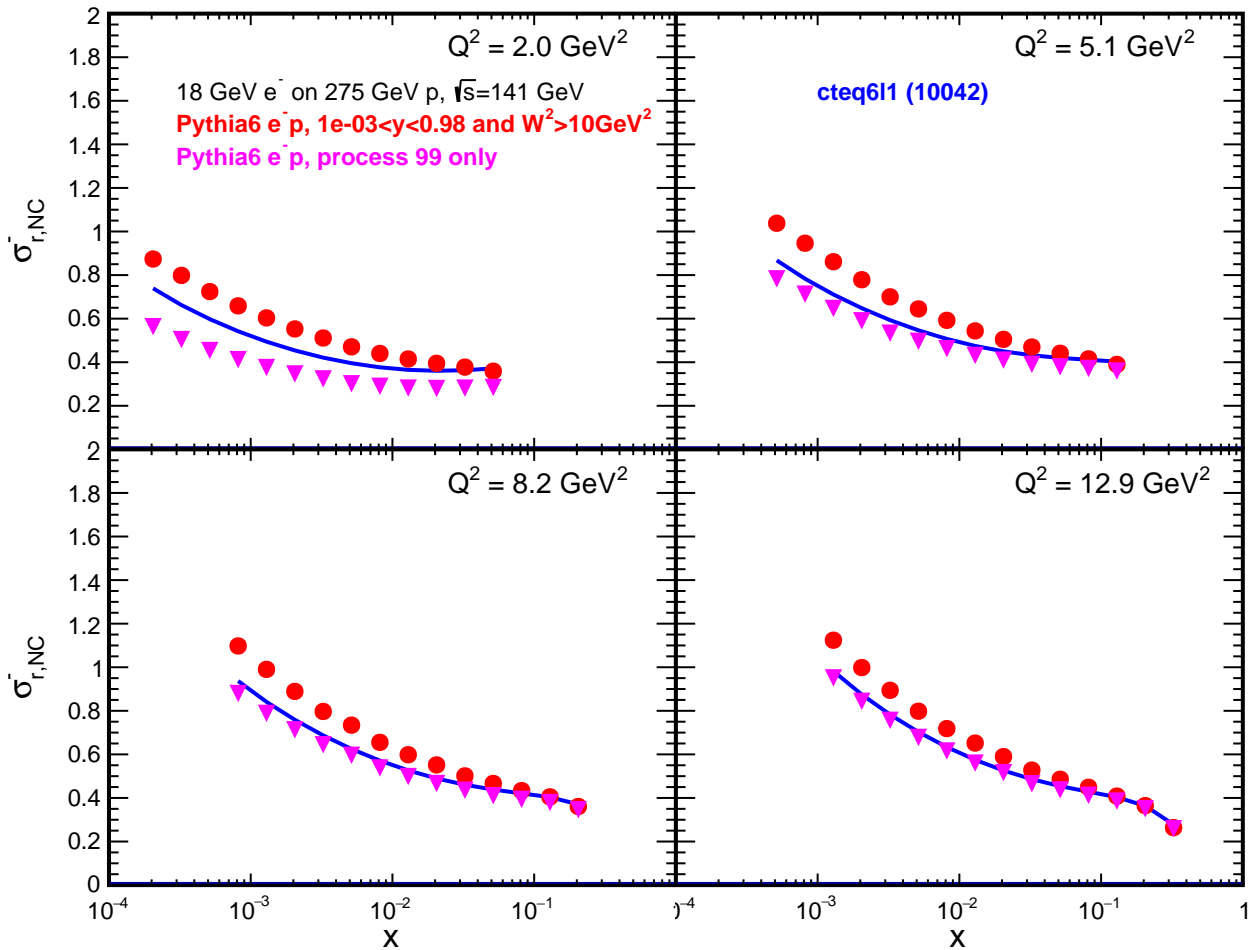 Q² = 2.0 GeV²
18 GeV e⁻ on 275 GeV p, √s=141 GeV
Pythia6 e⁻p, 1e-03<y<0.98 and W²>10GeV²
Pythia6 e⁻p, process 99 only
Q² = 5.1 GeV²
cteq6l1 (10042)
2
1.8
1.6
1.4
1.2
1
0.8
0.6
0.4
0.2
σ⁻r,NC
Q² = 8.2 GeV²
Q² = 12.9 GeV²
2
1.8
1.6
1.4
1.2
1
0.8
0.6
0.4
0.2
0
2
σ⁻r,NC
10⁻⁴ 10⁻³ 10⁻² 10⁻¹
x
)⁻⁴ 10⁻³ 10⁻² 10⁻¹ 1
x